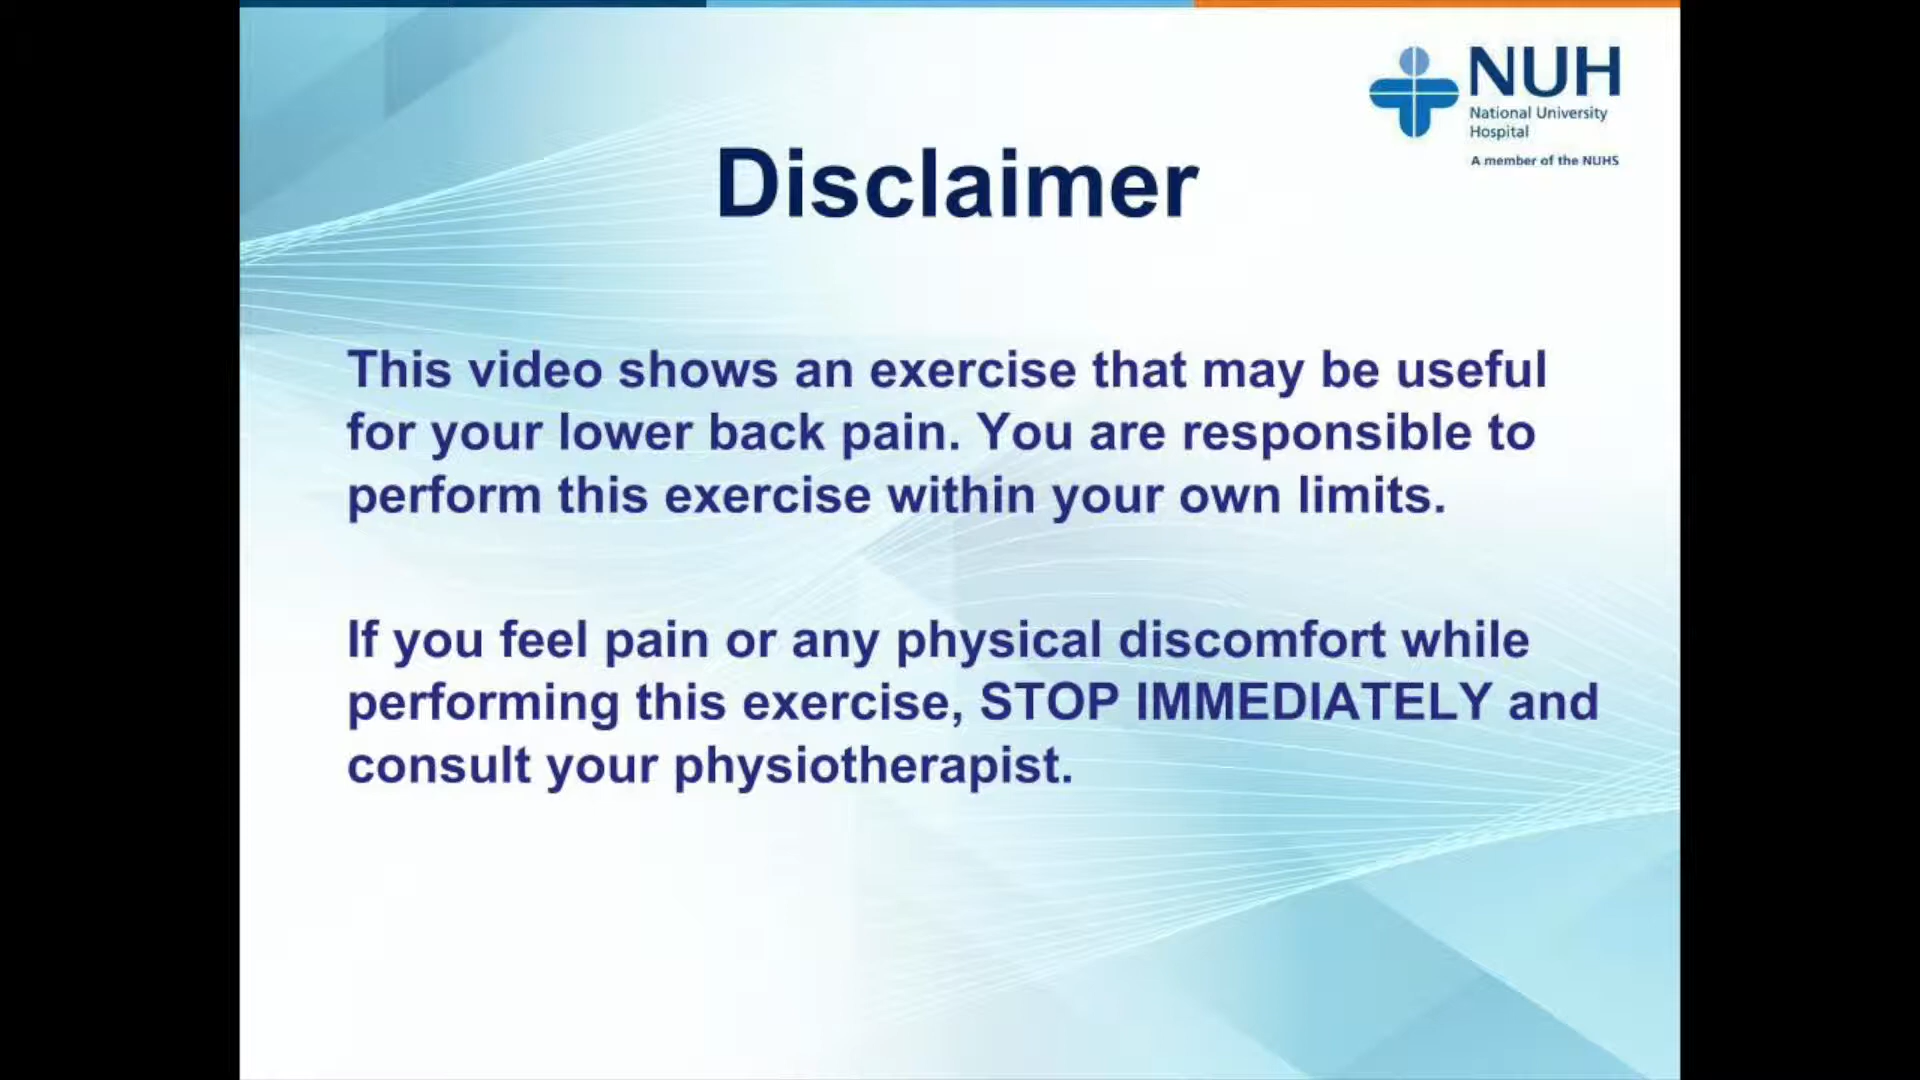 NUH
National University
Hospital
A member of the NUHS
Disclaimer
This video shows an exercise that may be useful
for your lower back pain. You are responsible to
perform this exercise within your own limits.
If you feel pain or any physical discomfort while
performing this exercise, STOP IMMEDIATELY and
consult your physiotherapist.